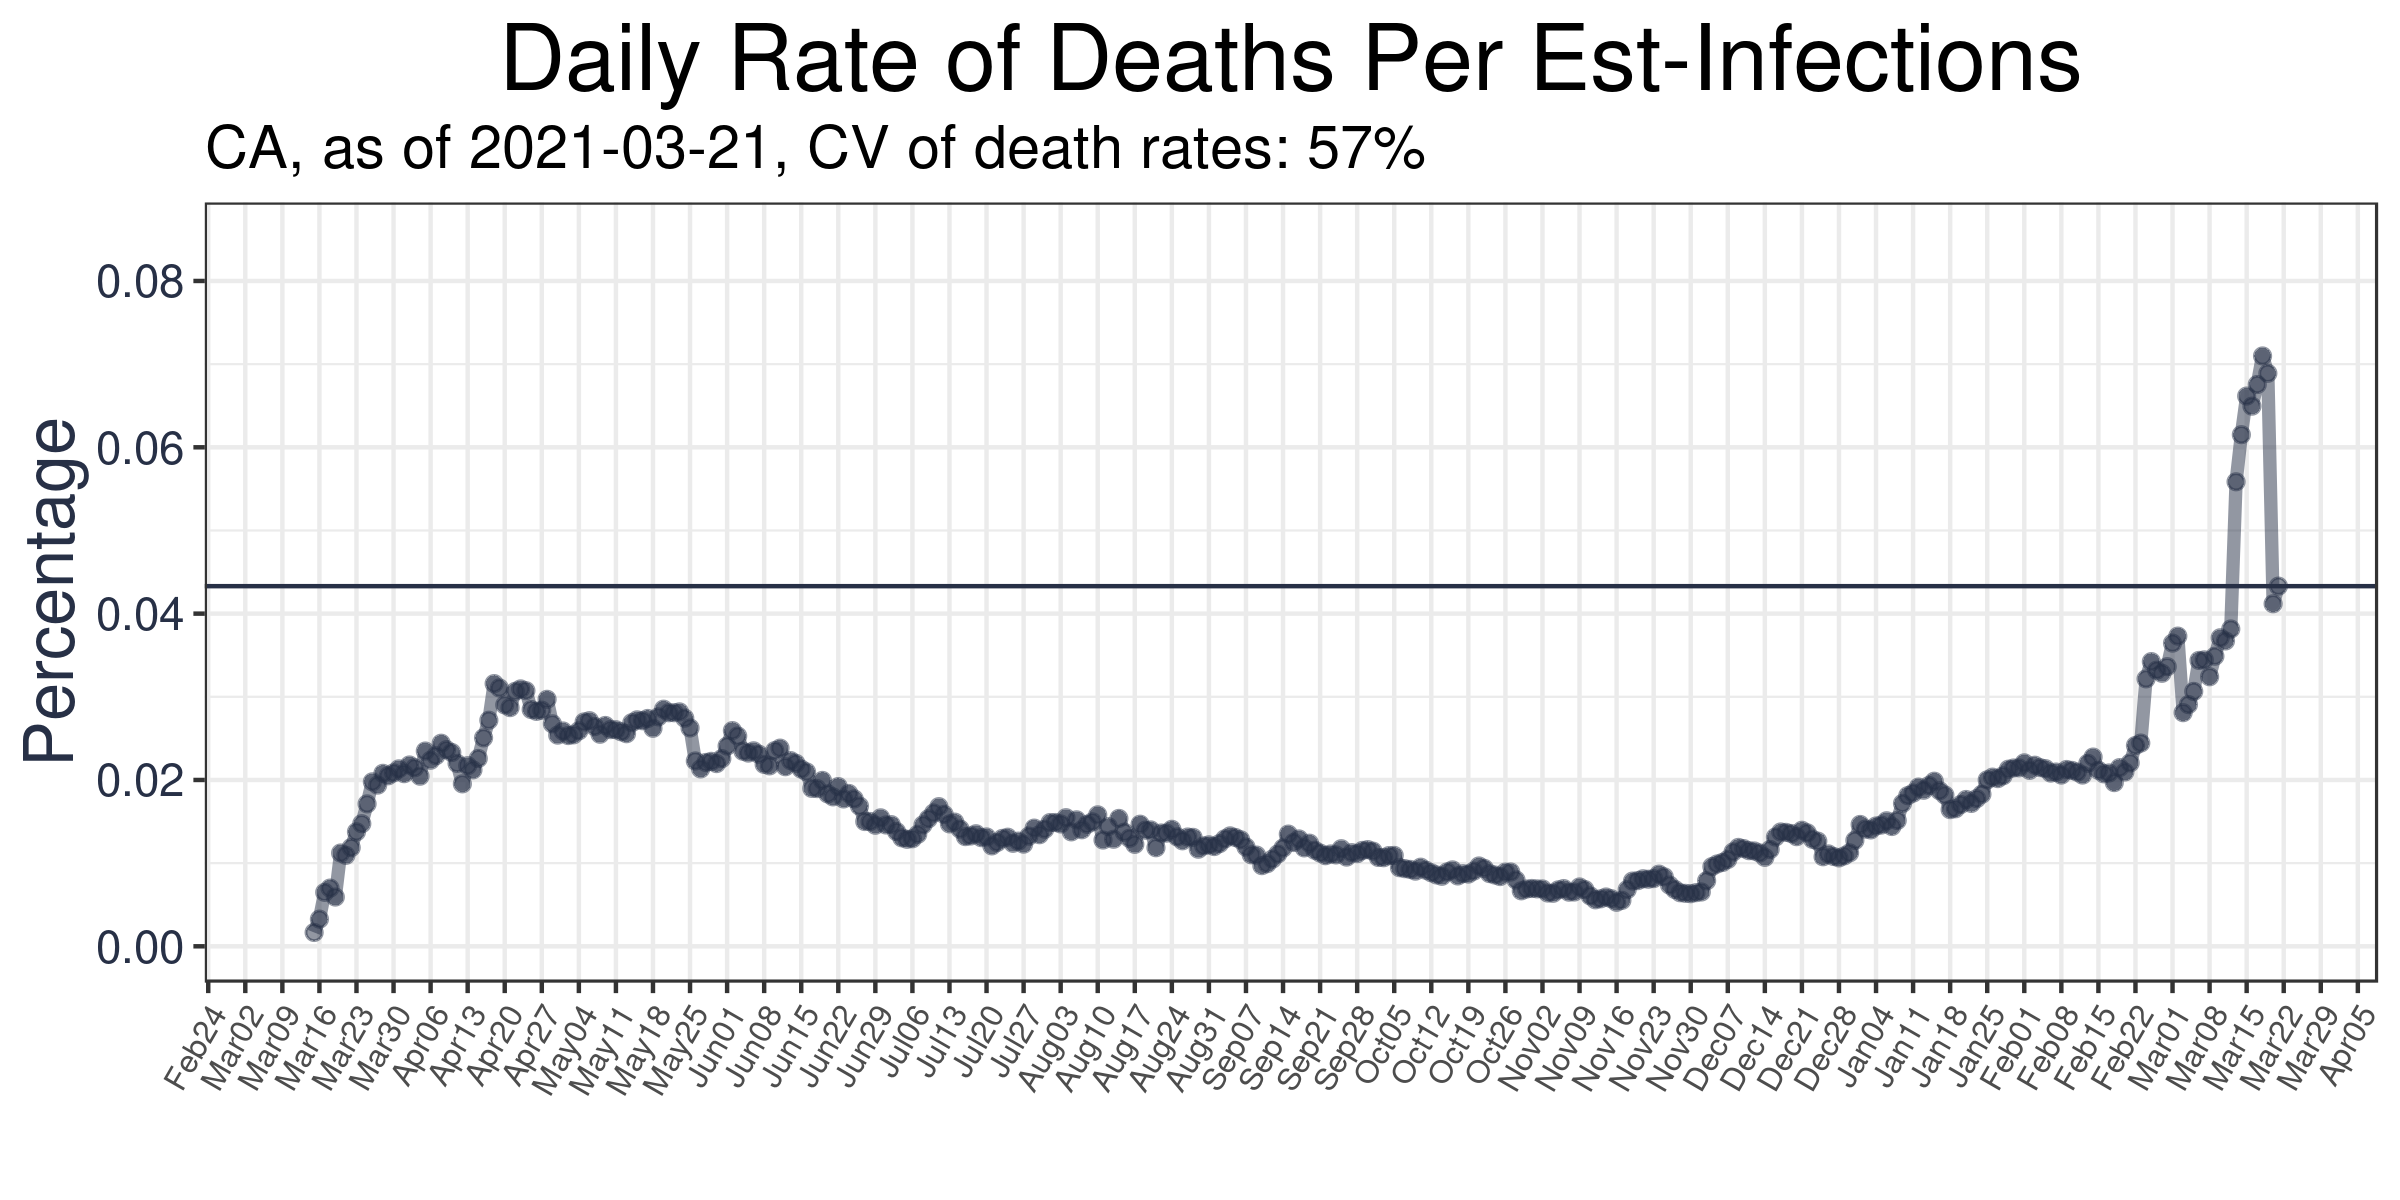 Daily Rate of Deaths Per Est-Infections
CA, as of 2021-03-21, CV of death rates: 57%
Percentage
0.08
0.06
0.04
0.02
0.00
Feb24
Mar02
Mar09
Mar16
Mar23
Mar30
Apr06
Apr13
Apr20
Apr27
May04
May11
May18
May25
Jun01
Jun08
Jun15
Jun22
Jun29
Jul06
Jul13
Jul20
Jul27
Aug03
Aug10
Aug17
Aug24
Aug31
Sep07
Sep14
Sep21
Sep28
Oct05
Oct12
Oct19
Oct26
Nov02
Nov09
Nov16
Nov23
Nov30
Dec07
Dec14
Dec21
Dec28
Jan04
Jan11
Jan18
Jan25
Feb01
Feb08
Feb15
Feb22
Mar01
Mar08
Mar15
Mar22
Mar29
Apr05